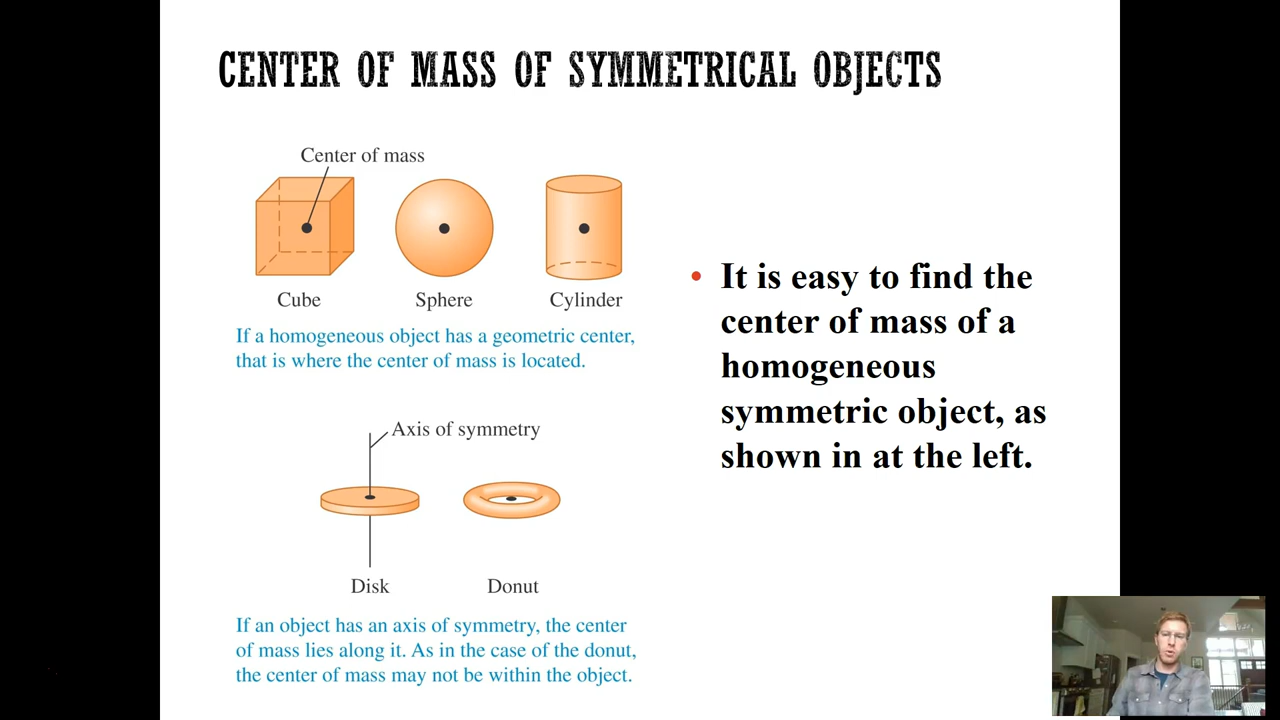 CENTER OF MASS OF SYMMETRICAL OBJECTS
Center of mass
Cube
Sphere
Cylinder
If a homogeneous object has a geometric center,
that is where the center of mass is located.
Axis of symmetry
Disk
Donut
If an object has an axis of symmetry, the center
of mass lies along it. As in the case of the donut,
the center of mass may not be within the object.
• It is easy to find the
center of mass of a
homogeneous
symmetric object, as
shown in at the left.